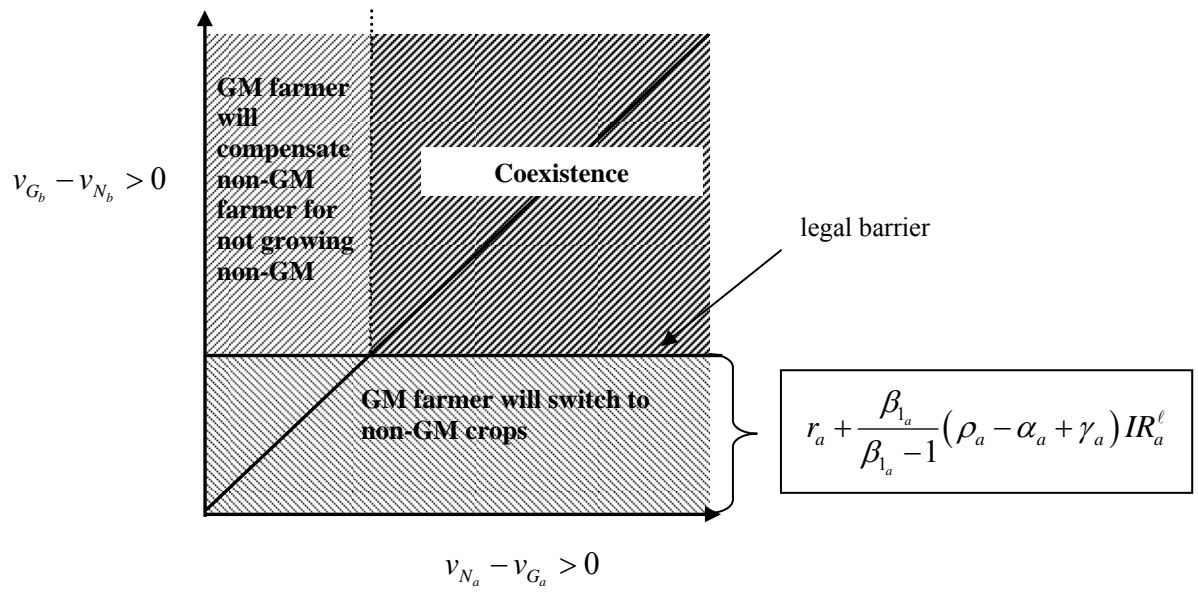 GM farmer
will
compensate
non-GM
farmer for
not growing
non-GM
v_{G_b} − v_{N_b} > 0
Coexistence
legal barrier
GM farmer will switch to
non-GM crops
r_a + \frac{β_{1_a}}{β_{1_a} − 1} (ρ_a − α_a + γ_a) IR_a^ℓ
v_{N_a} − v_{G_a} > 0